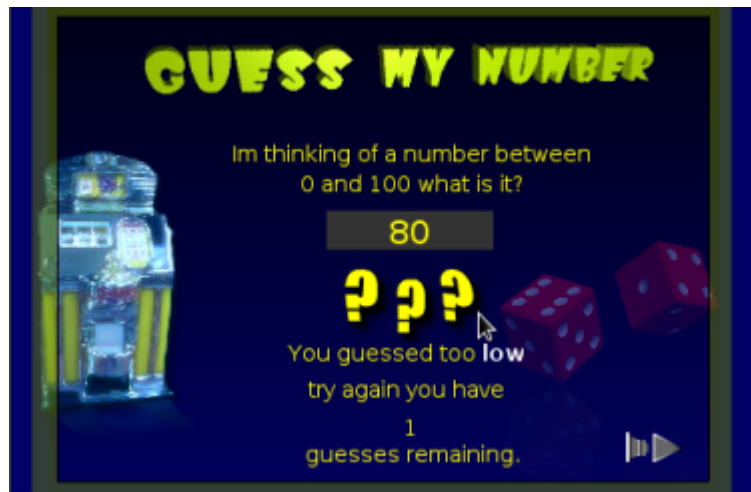 GUESS MY NUMBER
Im thinking of a number between
0 and 100 what is it?
80
???
You guessed too low
try again you have
1
guesses remaining.